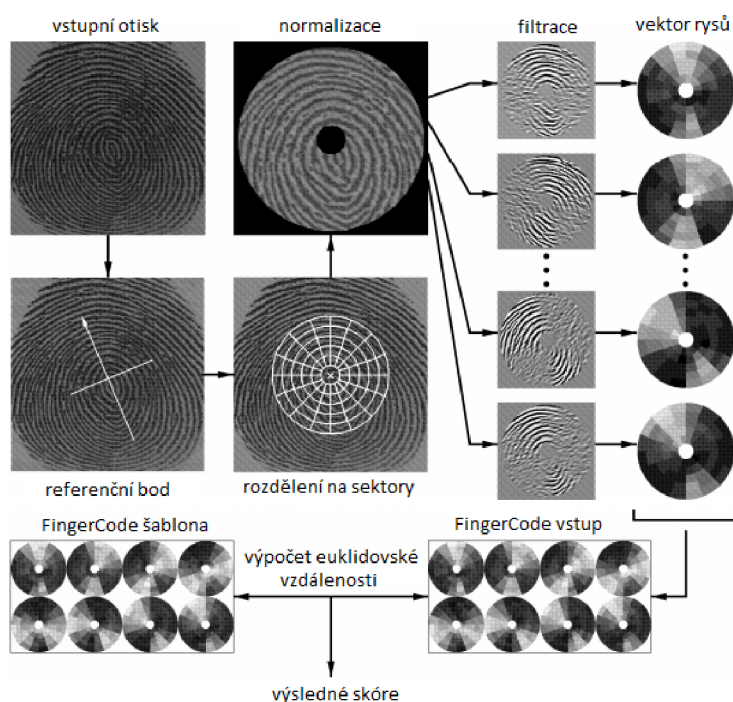 vstupní otisk
normalizace
filtrace
vektor rysů
referenční bod
rozdělení na sektory
FingerCode šablona
FingerCode vstup
výpočet euklidovské
vzdálenosti
výsledné skóre